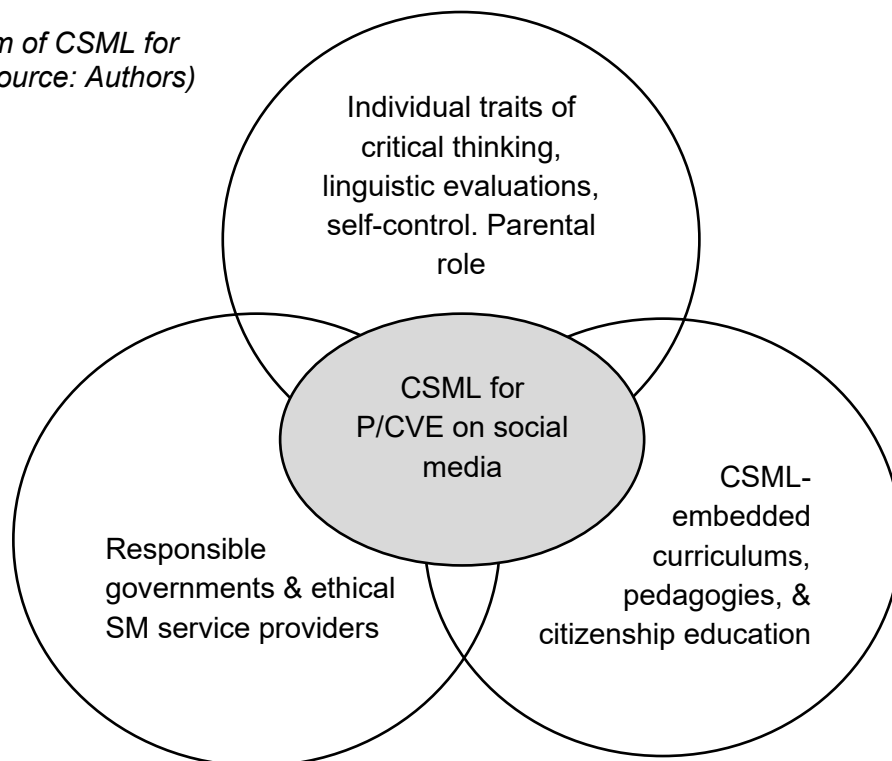 m of CSML for
ource: Authors)
Individual traits of
critical thinking,
linguistic evaluations,
self-control. Parental
role
CSML for
P/CVE on social
media
Responsible
governments & ethical
SM service providers
CSML-
embedded
curriculums,
pedagogies, &
citizenship education